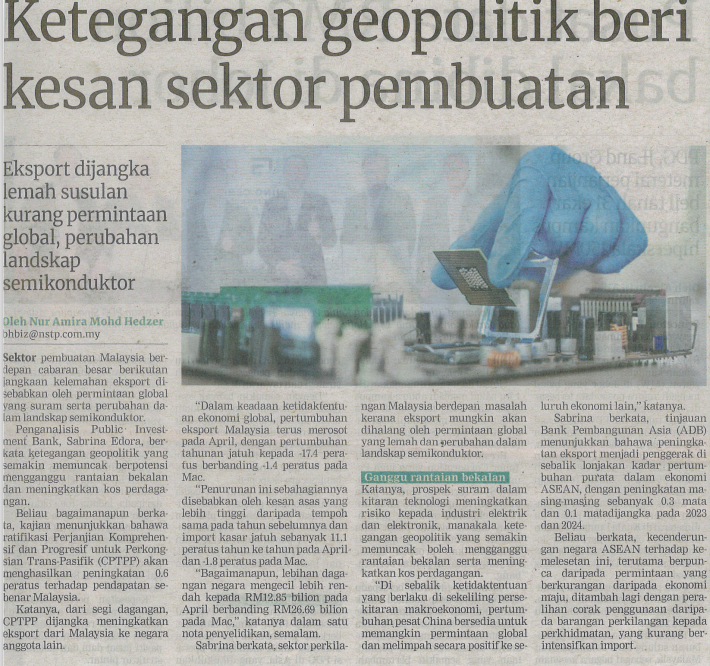 Ketegangan geopolitik beri
kesan sektor pembuatan
Eksport dijangka
lemah susulan
kurang permintaan
global, perubahan
landskap
semikonduktor
Oleh Nur Amira Mohd Hedzer
bhbiz@nstp.com.my
Sektor pembuatan Malaysia ber-
depan cabaran besar berikutan
jangkaan kelemahan eksport di-
sebabkan oleh permintaan global
yang suram serta perubahan da-
lam landskap semikonduktor.
Penganalisis Public Invest-
ment Bank, Sabrina Edora, ber-
kata ketegangan geopolitik yang
semakin memuncak berpotensi
mengganggu rantaian bekalan
dan meningkatkan kos perdaga-
ngan.
Beliau bagaimanapun berka-
ta, kajian menunjukkan bahawa
ratifikasi Perjanjian Komprehen-
sif dan Progresif untuk Perkong-
sian Trans-Pasifik (CPTPP) akan
menghasilkan peningkatan 0.6
peratus terhadap pendapatan se-
benar Malaysia.
Katanya, dari segi dagangan,
CPTPP dijangka meningkatkan
eksport dari Malaysia ke negara
anggota lain.
"Dalam keadaan ketidaktentu-
an ekonomi global, pertumbuhan
eksport Malaysia terus merosot
pada April, dengan pertumbuhan
tahunan jatuh kepada -17.4 pera-
tus berbanding -1.4 peratus pada
Mac.
"Penurunan ini sebahagiannya
disebabkan oleh kesan asas yang
lebih tinggi daripada tempoh
sama pada tahun sebelumnya dan
import kasar jatuh sebanyak 11.1
peratus tahun ke tahun pada April
dan -1.8 peratus pada Mac.
"Bagaimanapun, lebihan daga-
ngan negara mengecil lebih ren-
dah kepada RM12.85 bilion pada
April berbanding RM26.69 bilion
pada Mac," katanya dalam satu
nota penyelidikan, semalam.
Sabrina berkata, sektor perkila-
ngan Malaysia berdepan masalah
kerana eksport mungkin akan
dihalang oleh permintaan global
yang lemah dan perubahan dalam
landskap semikonduktor.
Ganggu rantaian bekalan
Katanya, prospek suram dalam
kitaran teknologi meningkatkan
risiko kepada industri elektrik
dan elektronik, manakala kete-
gangan geopolitik yang semakin
memuncak boleh mengganggu
rantaian bekalan serta mening-
katkan kos perdagangan.
"Di sebalik ketidaktentuan
yang berlaku di sekeliling perse-
kitaran makroekonomi, pertum-
buhan pesat China bersedia untuk
memangkin permintaan global
dan melimpah secara positif ke se-
luruh ekonomi lain," katanya.
Sabrina berkata, tinjauan
Bank Pembangunan Asia (ADB)
menunjukkan bahawa peningka-
tan eksport menjadi penggerak di
sebalik lonjakan kadar pertum-
buhan purata dalam ekonomi
ASEAN, dengan peningkatan ma-
sing-masing sebanyak 0.3 mata
dan 0.1 matadijangka pada 2023
dan 2024.
Beliau berkata, kecenderun-
gan negara ASEAN terhadap ke-
melesetan ini, terutama berpun-
ca daripada permintaan yang
berkurangan daripada ekonomi
maju, ditambah lagi dengan pera-
lihan corak penggunaan daripa-
da barangan perkilangan kepada
perkhidmatan, yang kurang ber-
intensifkan import.